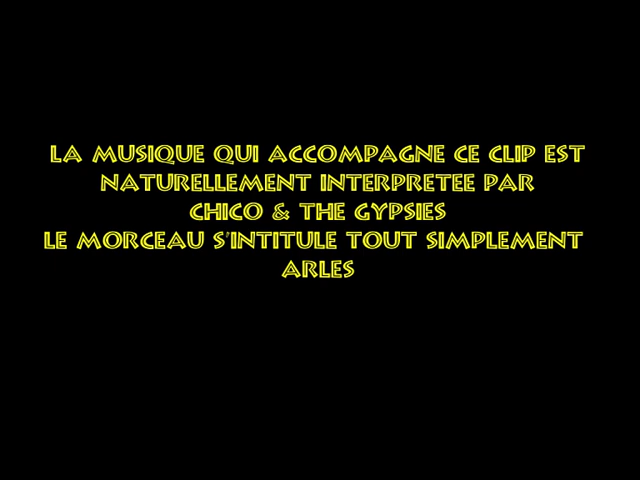 LA MUSIQUE QUI ACCOMPAGNE CE CLIP EST
NATURELLEMENT INTERPRETEE PAR
CHICO & THE GYPSIES
LE MORCEAU S'INTITULE TOUT SIMPLEMENT
ARLES